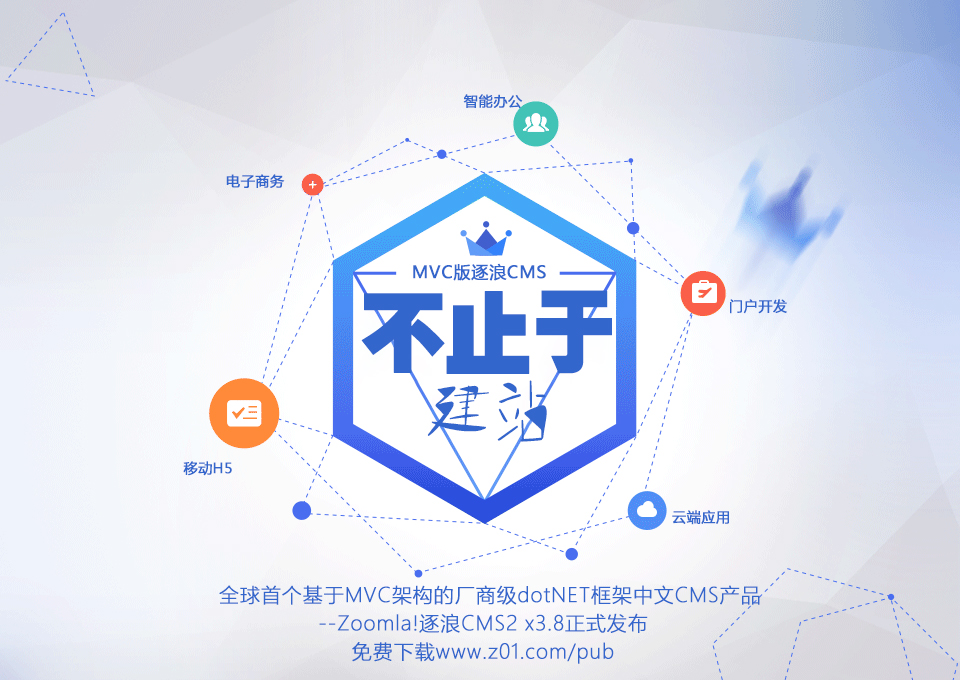 智能办公
电子商务
MVC版逐浪CMS
不止于
建站
门户开发
移动H5
云端应用
全球首个基于MVC架构的厂商级dotNET框架中文CMS产品
--Zoomla!逐浪CMS2 x3.8正式发布
免费下载www.z01.com/pub